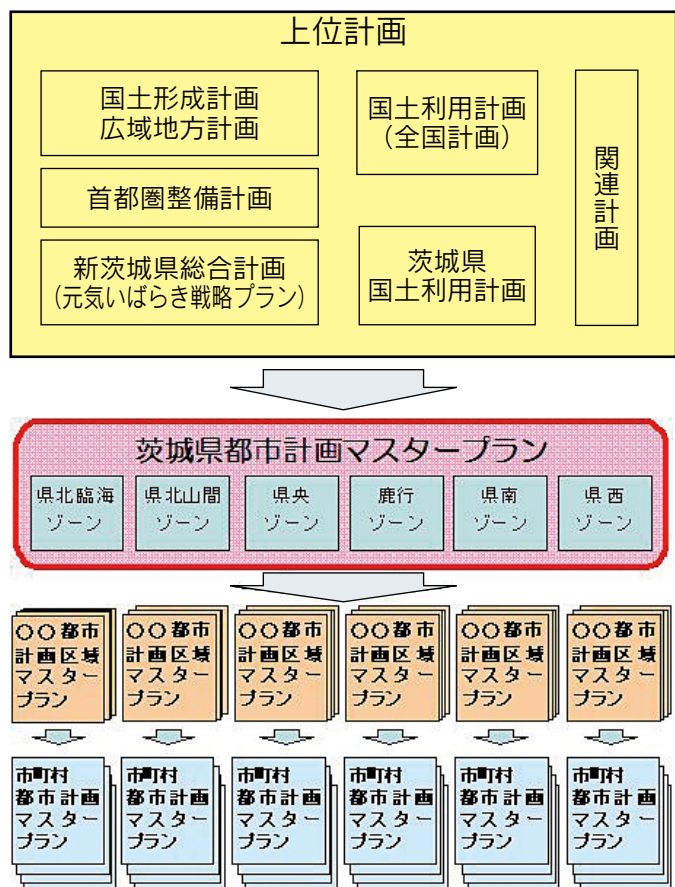 上位計画
国土形成計画
広域地方計画
国土利用計画
（全国計画）
関連計画
首都圏整備計画
新茨城県総合計画
（元気いばらき戦略プラン）
茨城県
国土利用計画
茨城県都市計画マスタープラン
県北臨海
ゾーン
県北山間
ゾーン
県央
ゾーン
鹿行
ゾーン
県南
ゾーン
県西
ゾーン
〇〇都市
計画区域
マスター
プラン
〇〇都市
計画区域
マスター
プラン
〇〇都市
計画区域
マスター
プラン
〇〇都市
計画区域
マスター
プラン
〇〇都市
計画区域
マスター
プラン
〇〇都市
計画区域
マスター
プラン
市町村
都市計画
マスター
プラン
市町村
都市計画
マスター
プラン
市町村
都市計画
マスター
プラン
市町村
都市計画
マスター
プラン
市町村
都市計画
マスター
プラン
市町村
都市計画
マスター
プラン